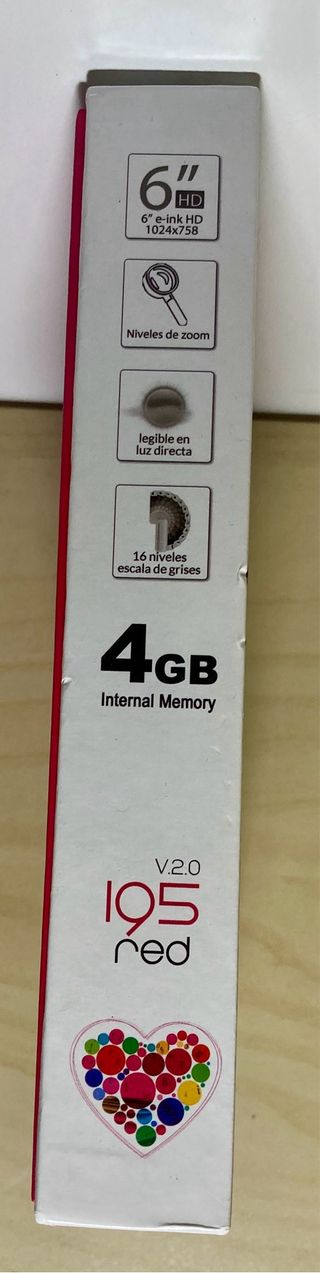 6”
HD
6” e-ink HD
1024x758
Niveles de zoom
legible en
luz directa
16 niveles
escala de grises
4GB
Internal Memory
V.2.0
195
red